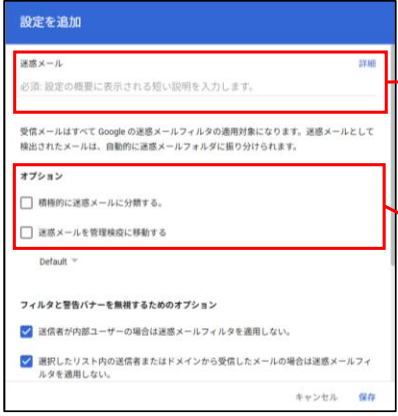 設定を追加
迷惑メール 詳細
必須: 設定の概要に表示される短い説明を入力します。
受信メールはすべて Google の迷惑メールフィルタの適用対象になります。迷惑メールとして
検出されたメールは、自動的に迷惑メールフォルダに振り分けられます。
オプション
積極的に迷惑メールに分類する。
迷惑メールを管理検疫に移動する
Default
フィルタと警告バナーを無視するためのオプション
送信者が内部ユーザーの場合は迷惑メールフィルタを適用しない。
選択したリスト内の送信者またはドメインから受信したメールの場合は迷惑メールフィ
ルタを適用しない。
キャンセル 保存